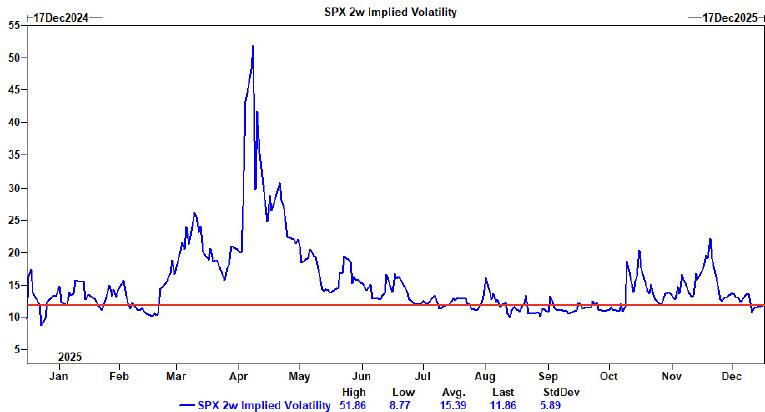 SPX 2w Implied Volatility
17Dec2024 17Dec2025
55
50
45
40
35
30
25
20
15
10
5
2025
Jan Feb Mar Apr May Jun Jul Aug Sep Oct Nov Dec
High Low Avg. Last StdDev
SPX 2w Implied Volatility 51.86 8.77 15.39 11.86 5.89